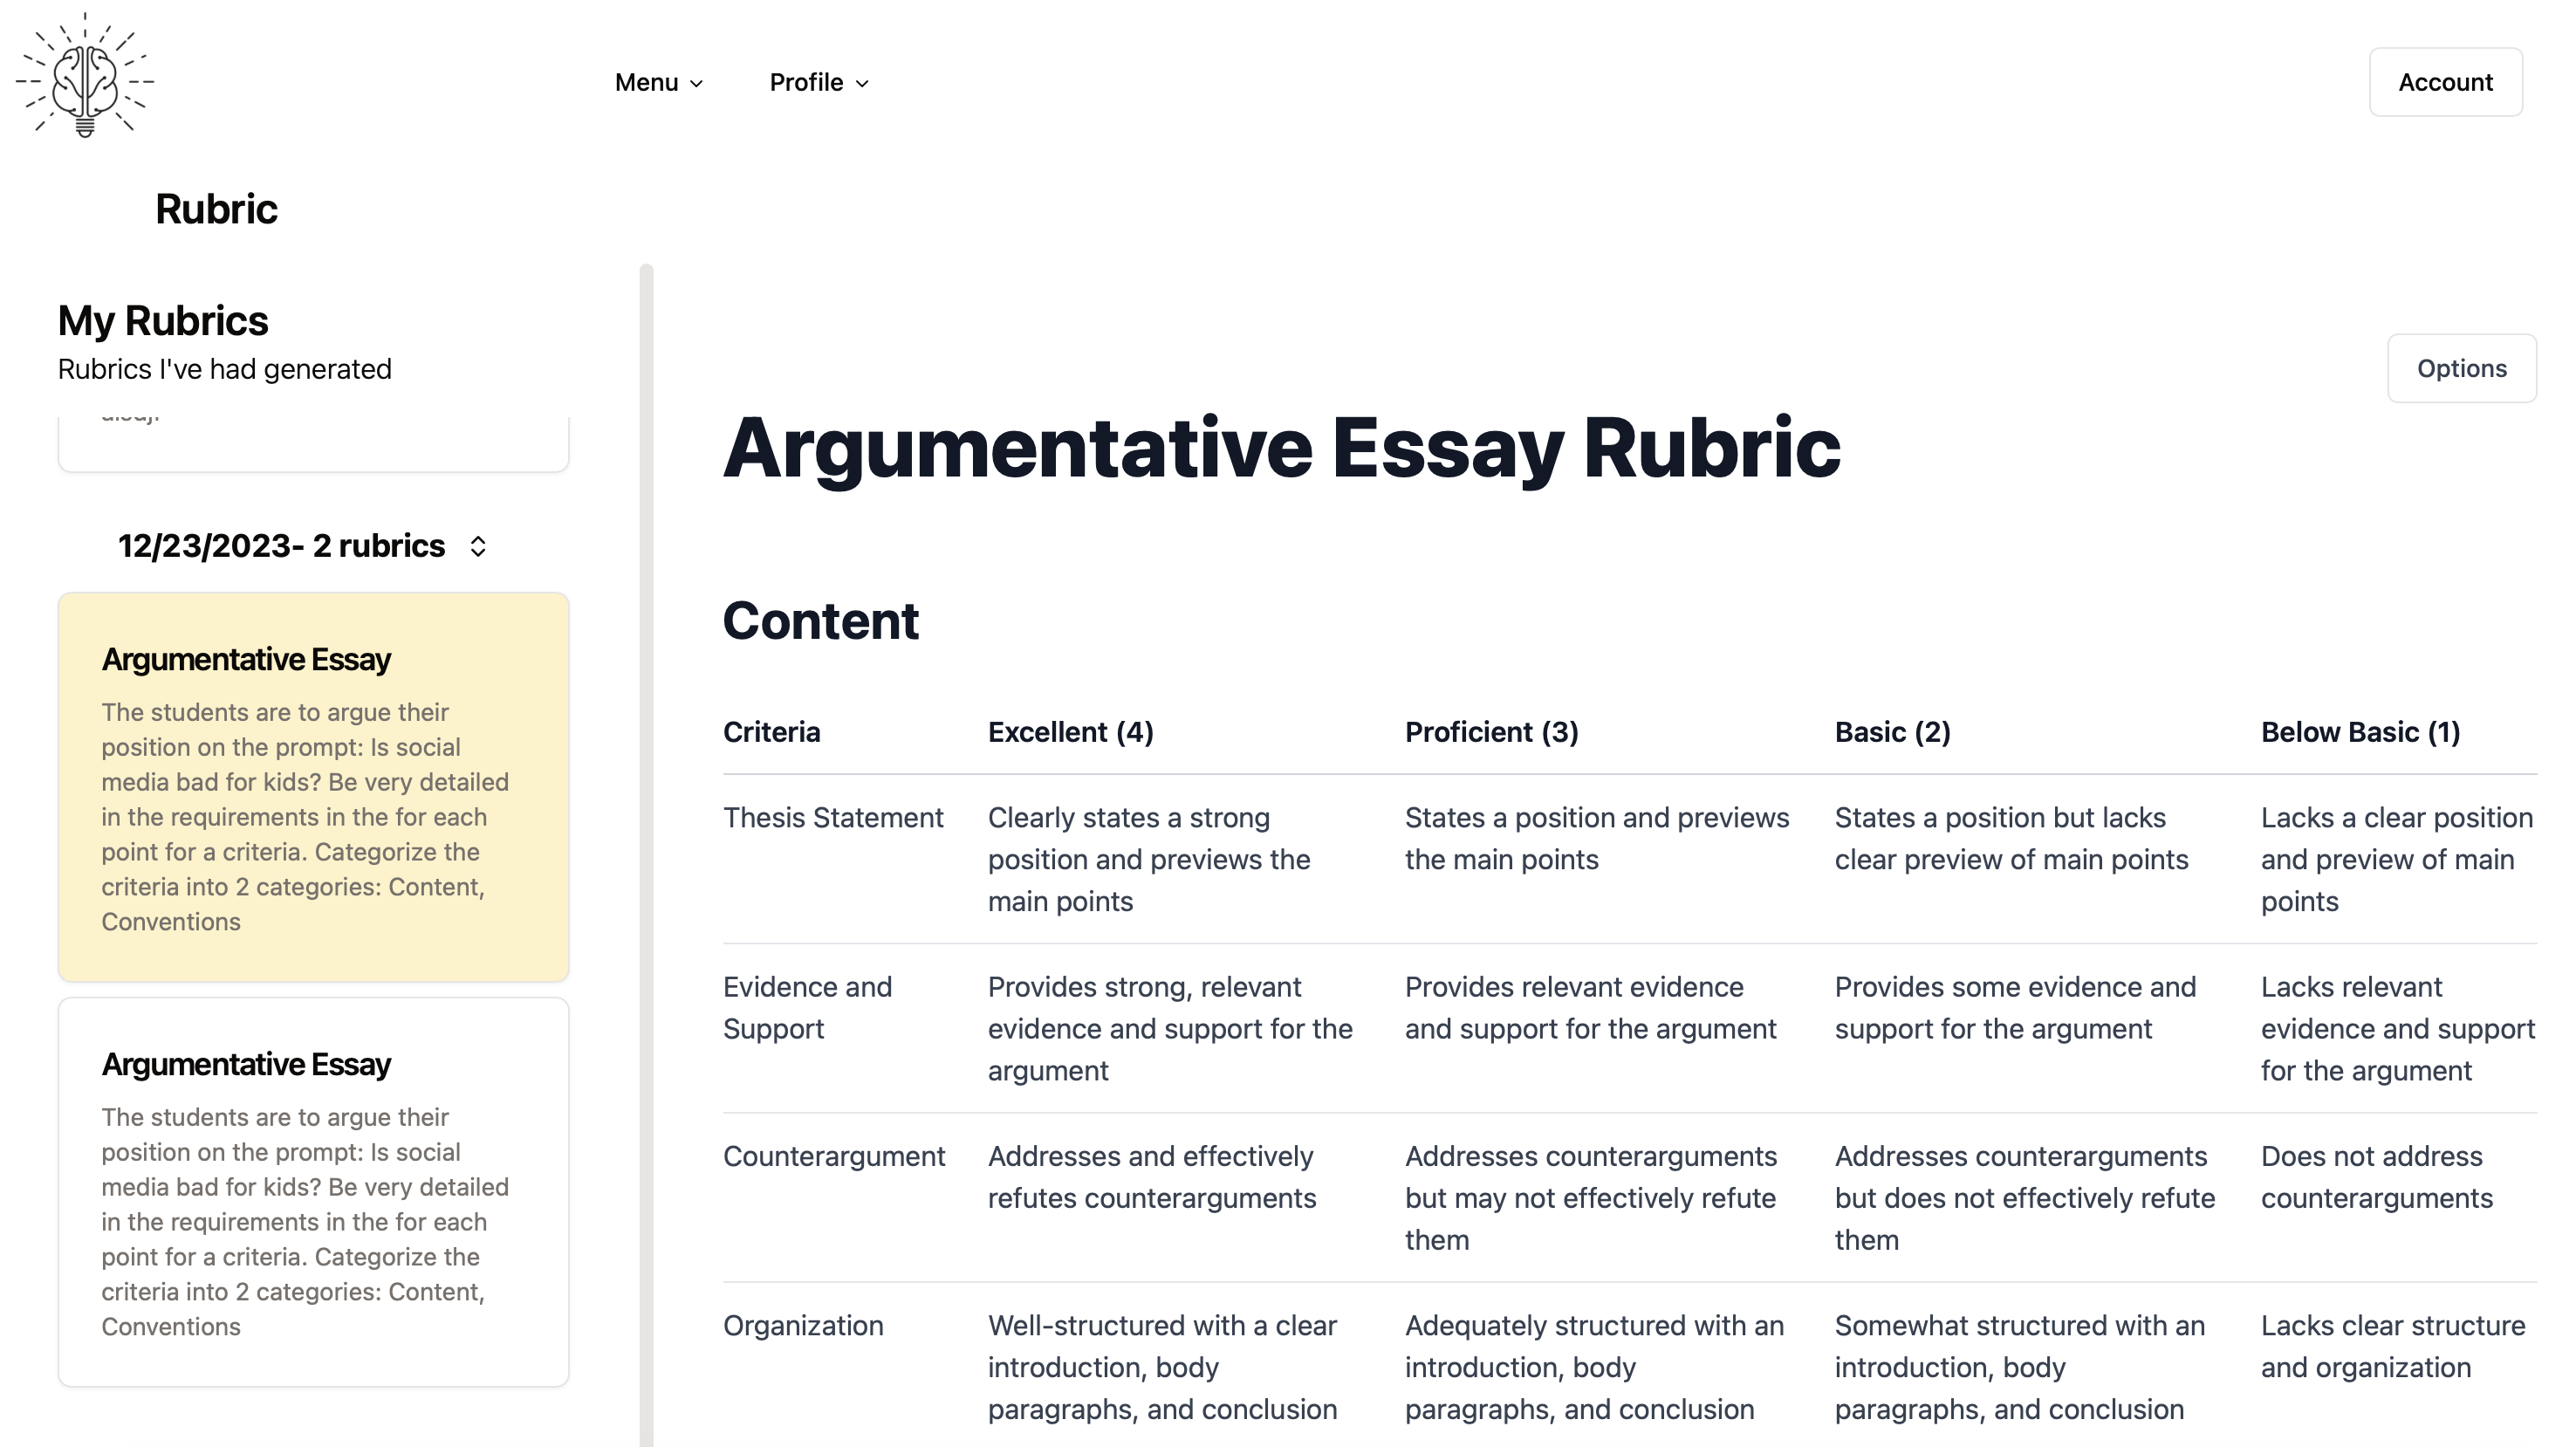 Menu
Profile
Account
Rubric
My Rubrics
Rubrics I've had generated
12/23/2023- 2 rubrics
Argumentative Essay
The students are to argue their
position on the prompt: Is social
media bad for kids? Be very detailed
in the requirements in the for each
point for a criteria. Categorize the
criteria into 2 categories: Content,
Conventions
Argumentative Essay
The students are to argue their
position on the prompt: Is social
media bad for kids? Be very detailed
in the requirements in the for each
point for a criteria. Categorize the
criteria into 2 categories: Content,
Conventions
Options
Argumentative Essay Rubric
Content
Criteria
Excellent (4)
Proficient (3)
Basic (2)
Below Basic (1)
Thesis Statement
Clearly states a strong
position and previews the
main points
States a position and previews
the main points
States a position but lacks
clear preview of main points
Lacks a clear position
and preview of main
points
Evidence and
Support
Provides strong, relevant
evidence and support for the
argument
Provides relevant evidence
and support for the argument
Provides some evidence and
support for the argument
Lacks relevant
evidence and support
for the argument
Counterargument
Addresses and effectively
refutes counterarguments
Addresses counterarguments
but may not effectively refute
them
Addresses counterarguments
but does not effectively refute
them
Does not address
counterarguments
Organization
Well-structured with a clear
introduction, body
paragraphs, and conclusion
Adequately structured with an
introduction, body
paragraphs, and conclusion
Somewhat structured with an
introduction, body
paragraphs, and conclusion
Lacks clear structure
and organization